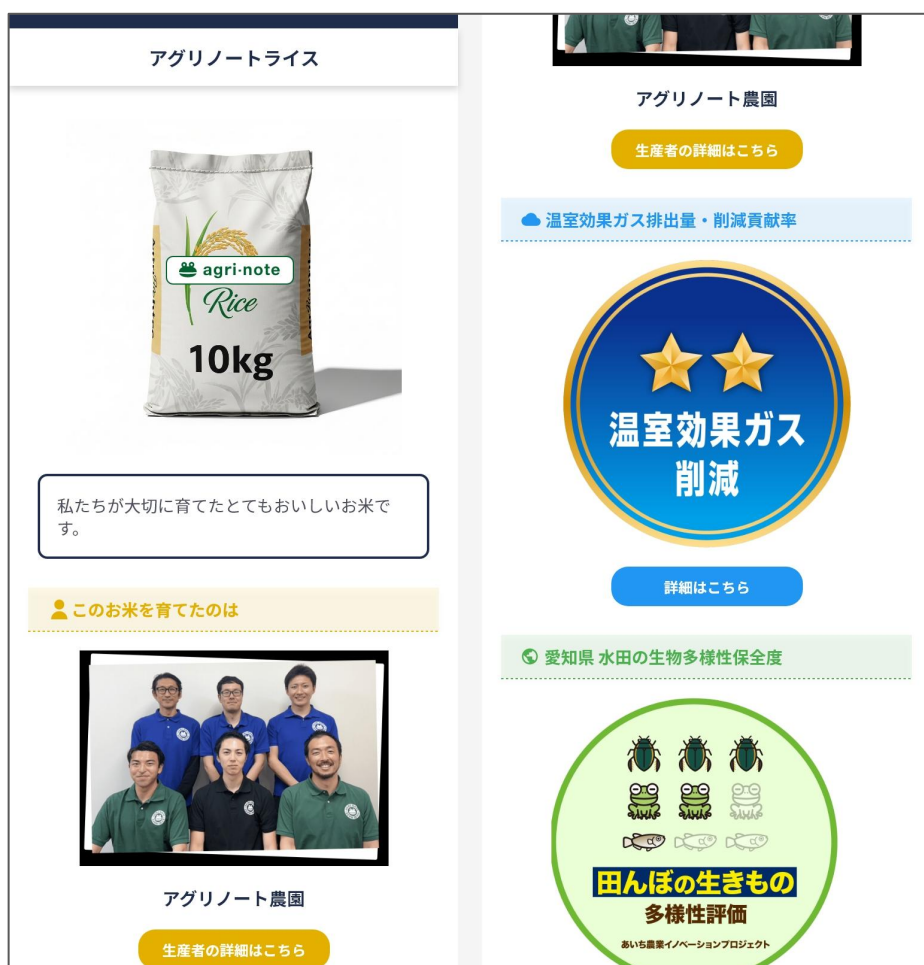 アグリノートライス
agri-note
Rice
10kg
私たちが大切に育てたとてもおいしいお米で
す。
このお米を育てたのは
アグリノート農園
生産者の詳細はこちら
アグリノート農園
生産者の詳細はこちら
温室効果ガス排出量・削減貢献率
温室効果ガス
削減
詳細はこちら
愛知県 水田の生物多様性保全度
田んぼの生きもの
多様性評価
あいち農業イノベーションプロジェクト